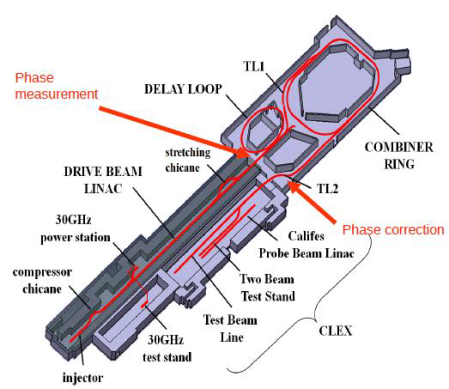 Phase
measurement
TL1
DELAY LOOP
stretching
chicane
COMBINER
RING
DRIVE BEAM
LINAC
TL2
30GHz
power station
Phase correction
Califes
Probe Beam Linac
compressor
chicane
Two Beam
Test Stand
Test Beam
Line
CLEX
30GHz
test stand
injector